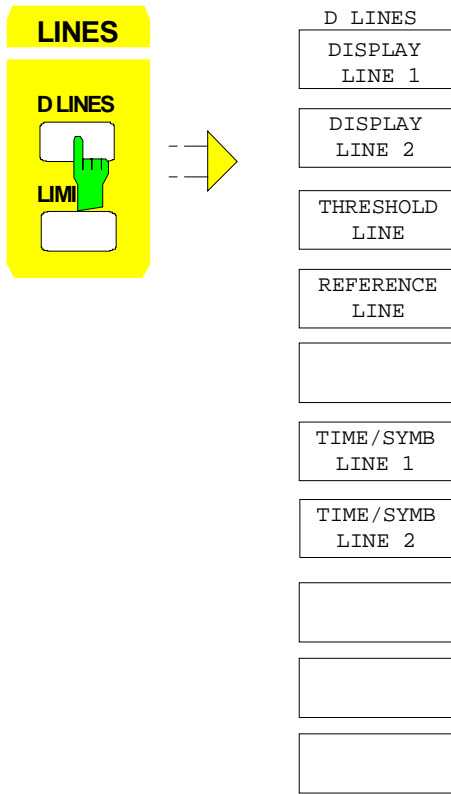 LINES
D LINES
LIMI
D LINES
DISPLAY
LINE 1
DISPLAY
LINE 2
THRESHOLD
LINE
REFERENCE
LINE
TIME/SYMB
LINE 1
TIME/SYMB
LINE 2